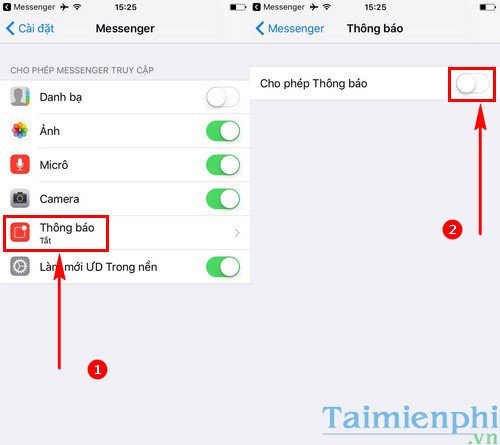 Messenger 15:25
Cài đặt Messenger
CHO PHÉP MESSENGER TRUY CẬP
Danh bạ
Ảnh
Micrô
Camera
Thông báo
Tắt
Làm mới ƯD Trong nền
1
Messenger 15:25
Messenger Thông báo
Cho phép Thông báo
2
Taimienphi
.vn